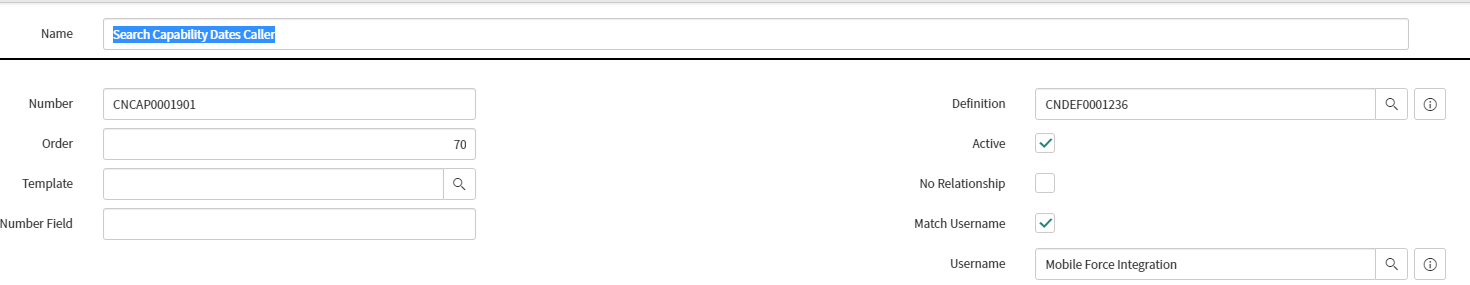 Name Search Capability Dates Caller
Number CNCAP0001901
Order 70
Template
Number Field
Definition CNDEF0001236
Active
No Relationship
Match Username
Username Mobile Force Integration